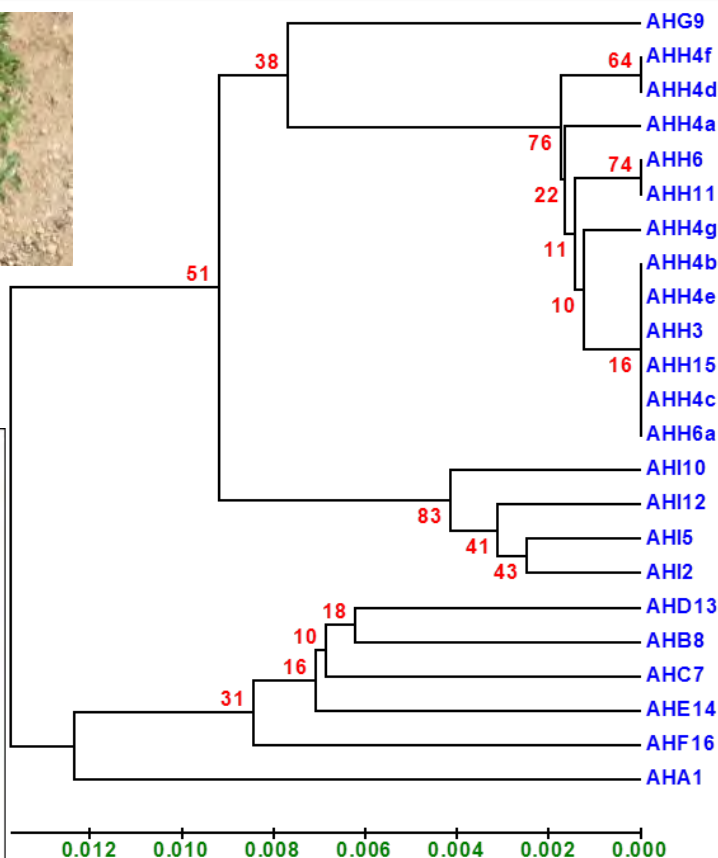 AHG9
38
AHH4f
64
AHH4d
AHH4a
76
AHH6
74
22
AHH11
AHH4g
11
AHH4b
51
AHH4e
10
AHH3
16
AHH15
AHH4c
AHH6a
AHI10
AHI12
83
AHI5
41
43
AHI2
18
AHD13
10
AHB8
16
AHC7
31
AHE14
AHF16
AHA1
0.012 0.010 0.008 0.006 0.004 0.002 0.000